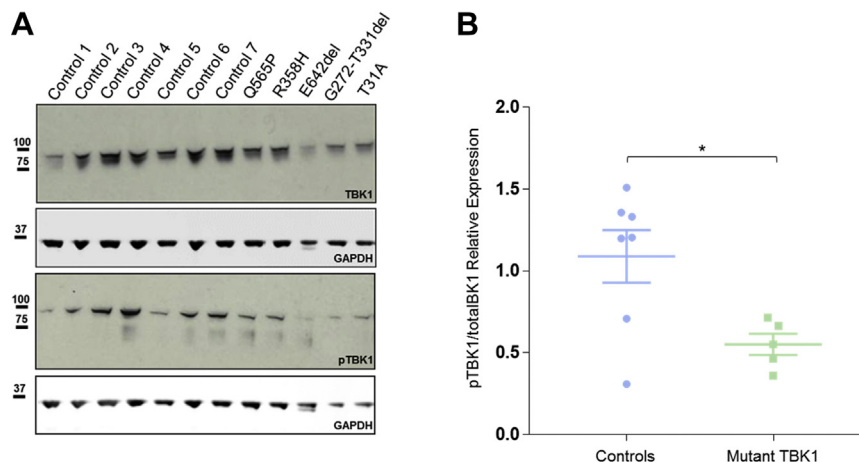 A
Control 1
Control 2
Control 3
Control 4
Control 5
Control 6
Control 7
Q565P
R358H
E642del
G272-T331del
T31A
100
75
TBK1
37
GAPDH
100
75
pTBK1
37
GAPDH
B
pTBK1/totalBK1 Relative Expression
2.0
1.5
1.0
0.5
0.0
*
Controls
Mutant TBK1